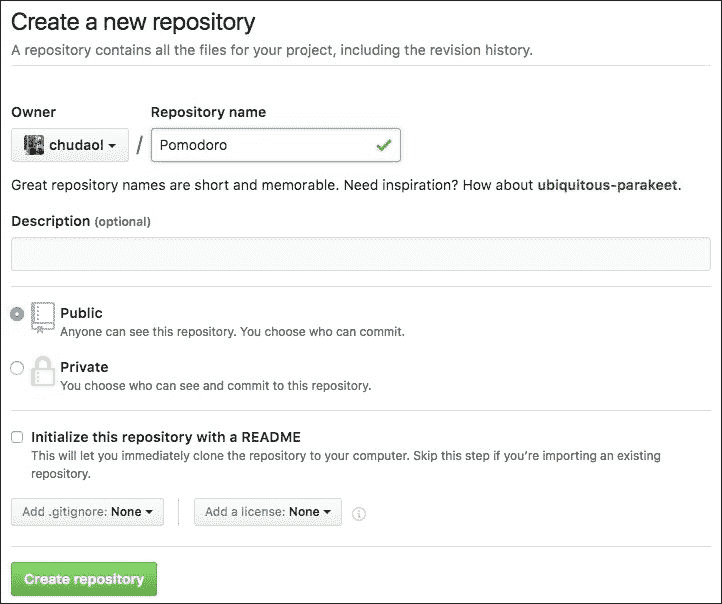 Create a new repository
A repository contains all the files for your project, including the revision history.
Owner
Repository name
chudaol / Pomodoro
Great repository names are short and memorable. Need inspiration? How about ubiquitous-parakeet.
Description (optional)
Public
Anyone can see this repository. You choose who can commit.
Private
You choose who can see and commit to this repository.
Initialize this repository with a README
This will let you immediately clone the repository to your computer. Skip this step if you're importing an existing
repository.
Add .gitignore: None
Add a license: None
Create repository